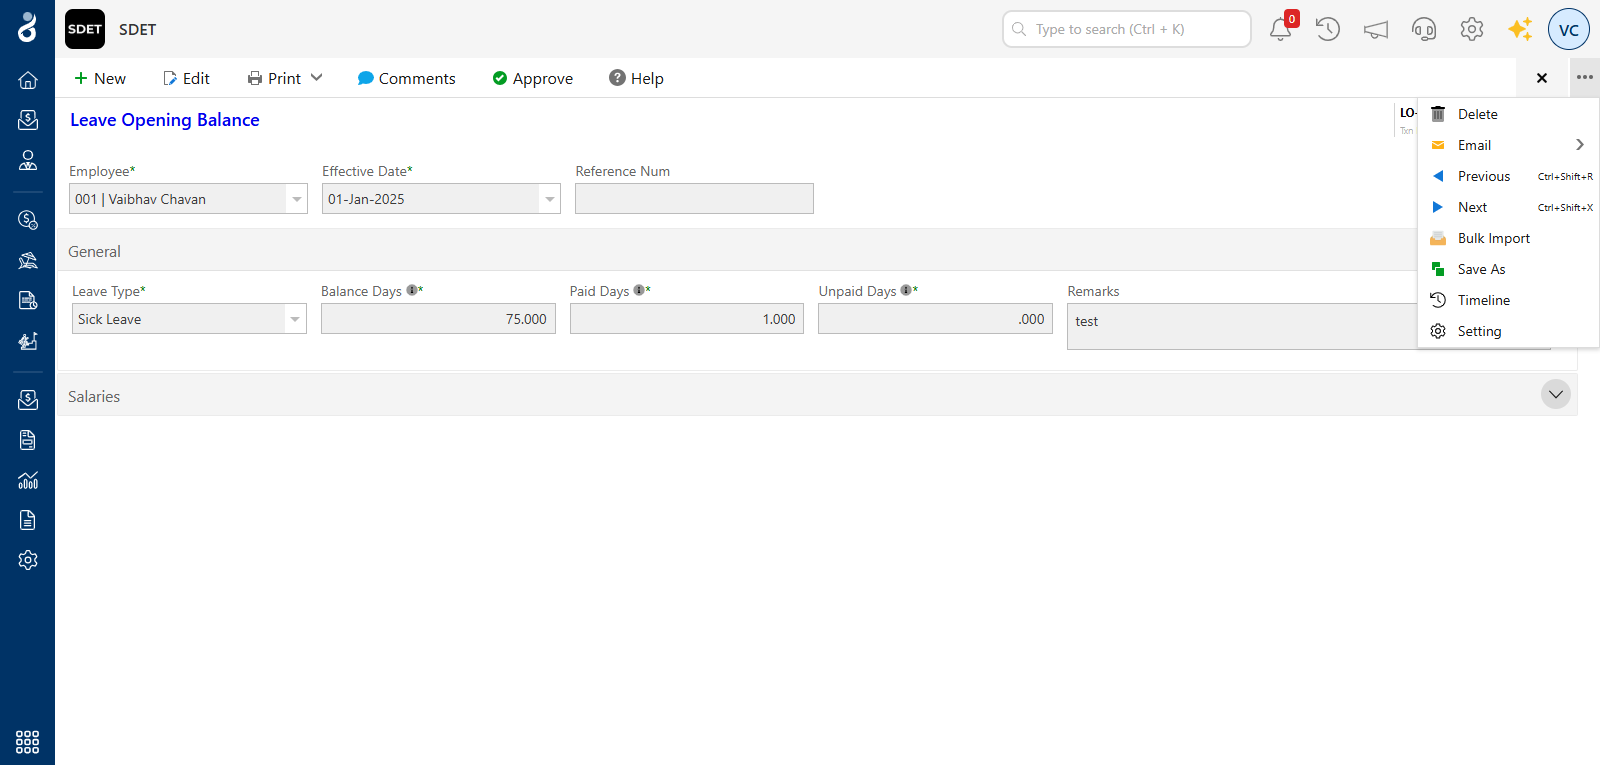 SDET SDET Type to search (Ctrl + K) 0 VC
New Edit Print Comments Approve Help
Leave Opening Balance LO-
Txn
Delete
Email
Previous Ctrl+Shift+R
Next Ctrl+Shift+X
Bulk Import
Save As
Timeline
Setting
Employee* Effective Date* Reference Num
001 | Vaibhav Chavan 01-Jan-2025
General
Leave Type* Balance Days * Paid Days * Unpaid Days * Remarks
Sick Leave 75.000 1.000 .000 test
Salaries